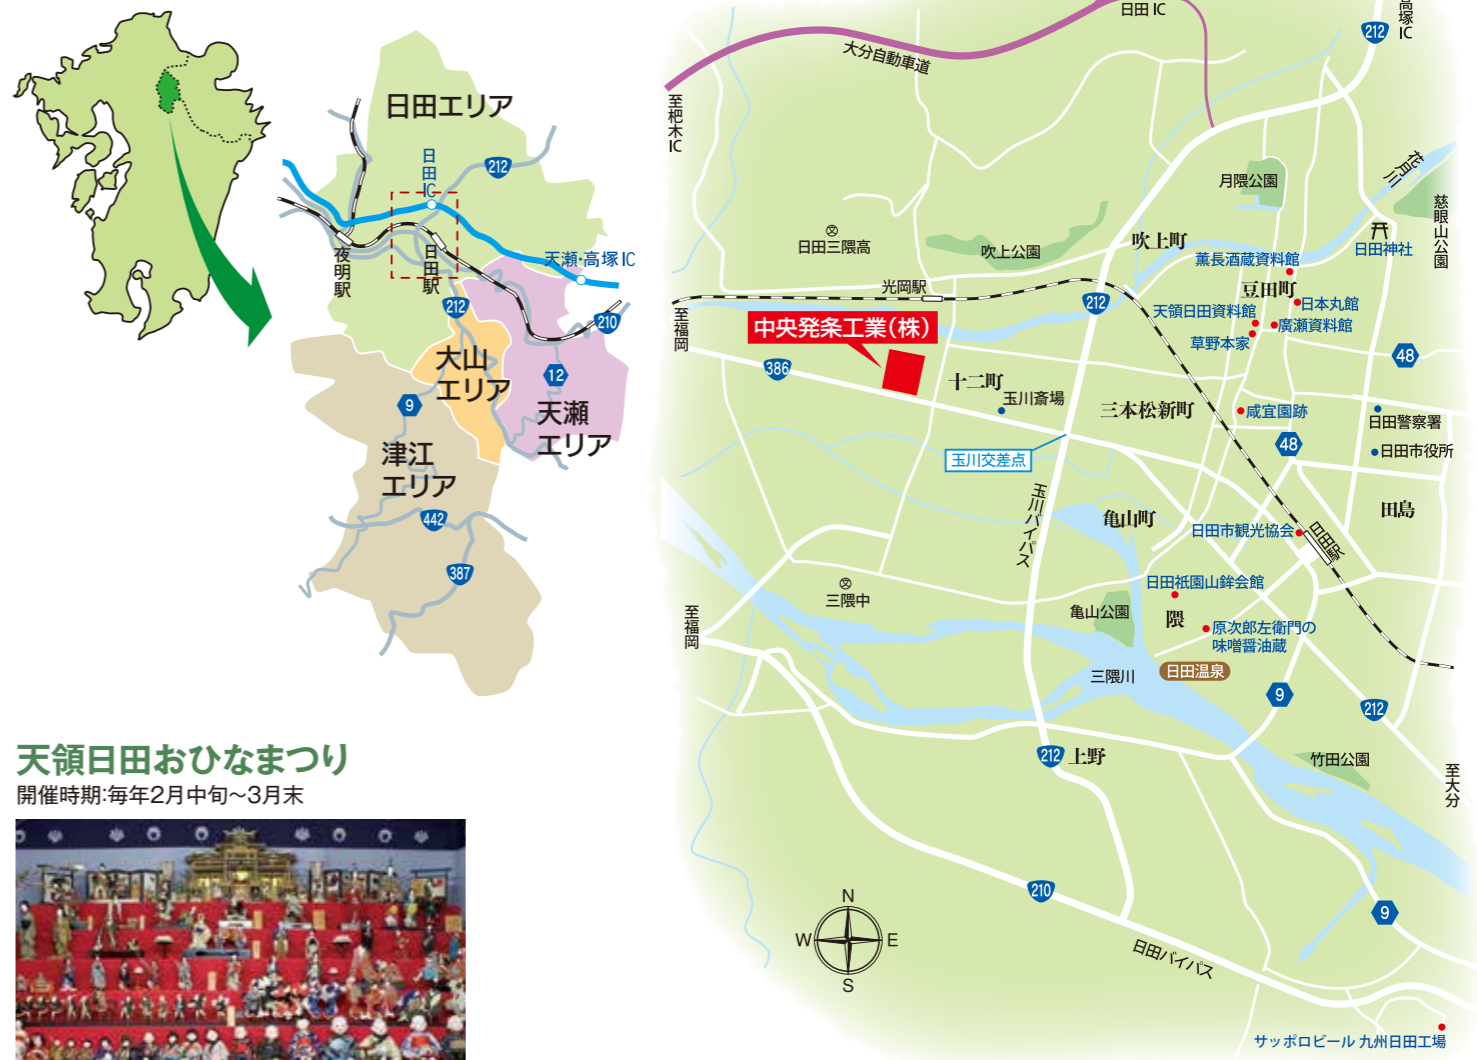 日田エリア
日田IC
212
夜明駅
日田駅
天瀬・高塚IC
212
210
大山
エリア
12
天瀬
エリア
9
津江
エリア
442
387
天領日田おひなまつり
開催時期:毎年2月中旬〜3月末
日田IC
高塚IC
212
大分自動車道
至杷木IC
月隈公園
花月川
慈眼山公園
日田三隈高
吹上公園
吹上町
日田神社
薫長酒蔵資料館
豆田町
光岡駅
212
日本丸館
天領日田資料館
廣瀬資料館
草野本家
至福岡
中央発条工業(株)
48
386
十二町
玉川斎場
三本松新町
咸宜園跡
日田警察署
48
日田市役所
玉川交差点
玉川バイパス
亀山町
田島
日田市観光協会
日田駅
三隈中
日田祇園山鉾会館
至福岡
亀山公園
隈
原次郎左衛門の
味噌醤油蔵
三隈川
日田温泉
9
212
212
上野
竹田公園
至大分
210
9
N
W
E
S
日田バイパス
サッポロビール 九州日田工場